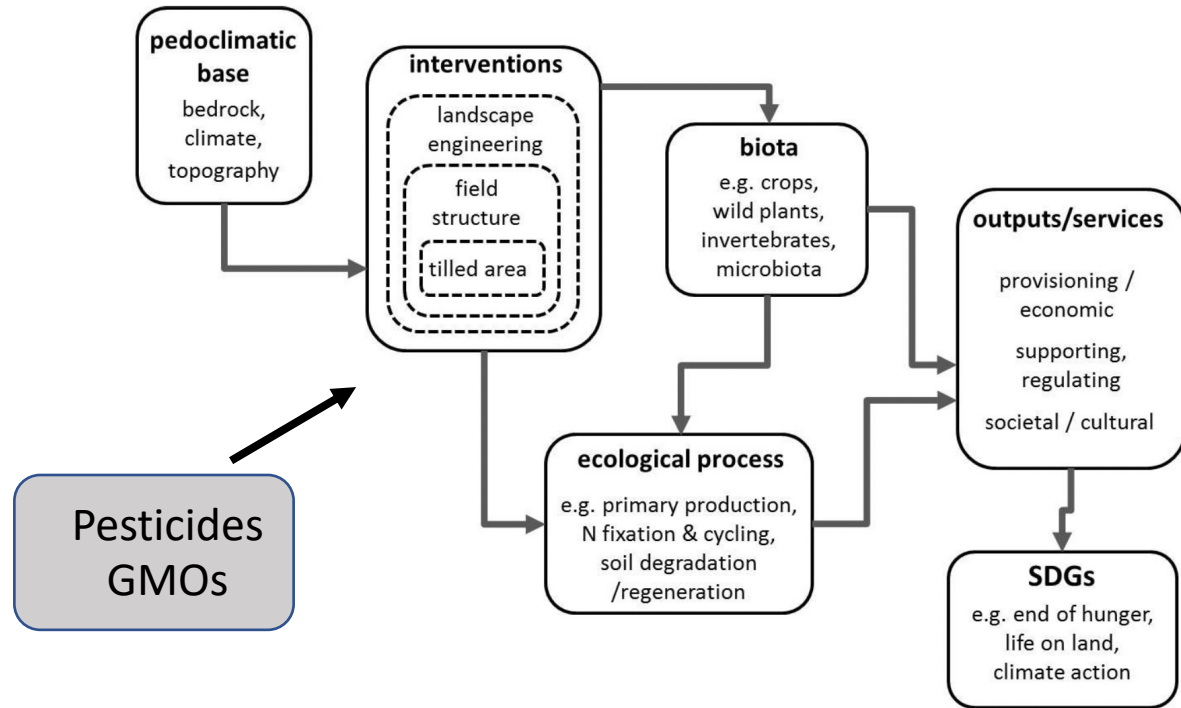 pedoclimatic
base
bedrock,
climate,
topography
interventions
landscape
engineering
field
structure
tilled area
biota
e.g. crops,
wild plants,
invertebrates,
microbiota
outputs/services
provisioning /
economic
supporting,
regulating
societal / cultural
Pesticides
GMOs
ecological process
e.g. primary production,
N fixation & cycling,
soil degradation
/regeneration
SDGs
e.g. end of hunger,
life on land,
climate action